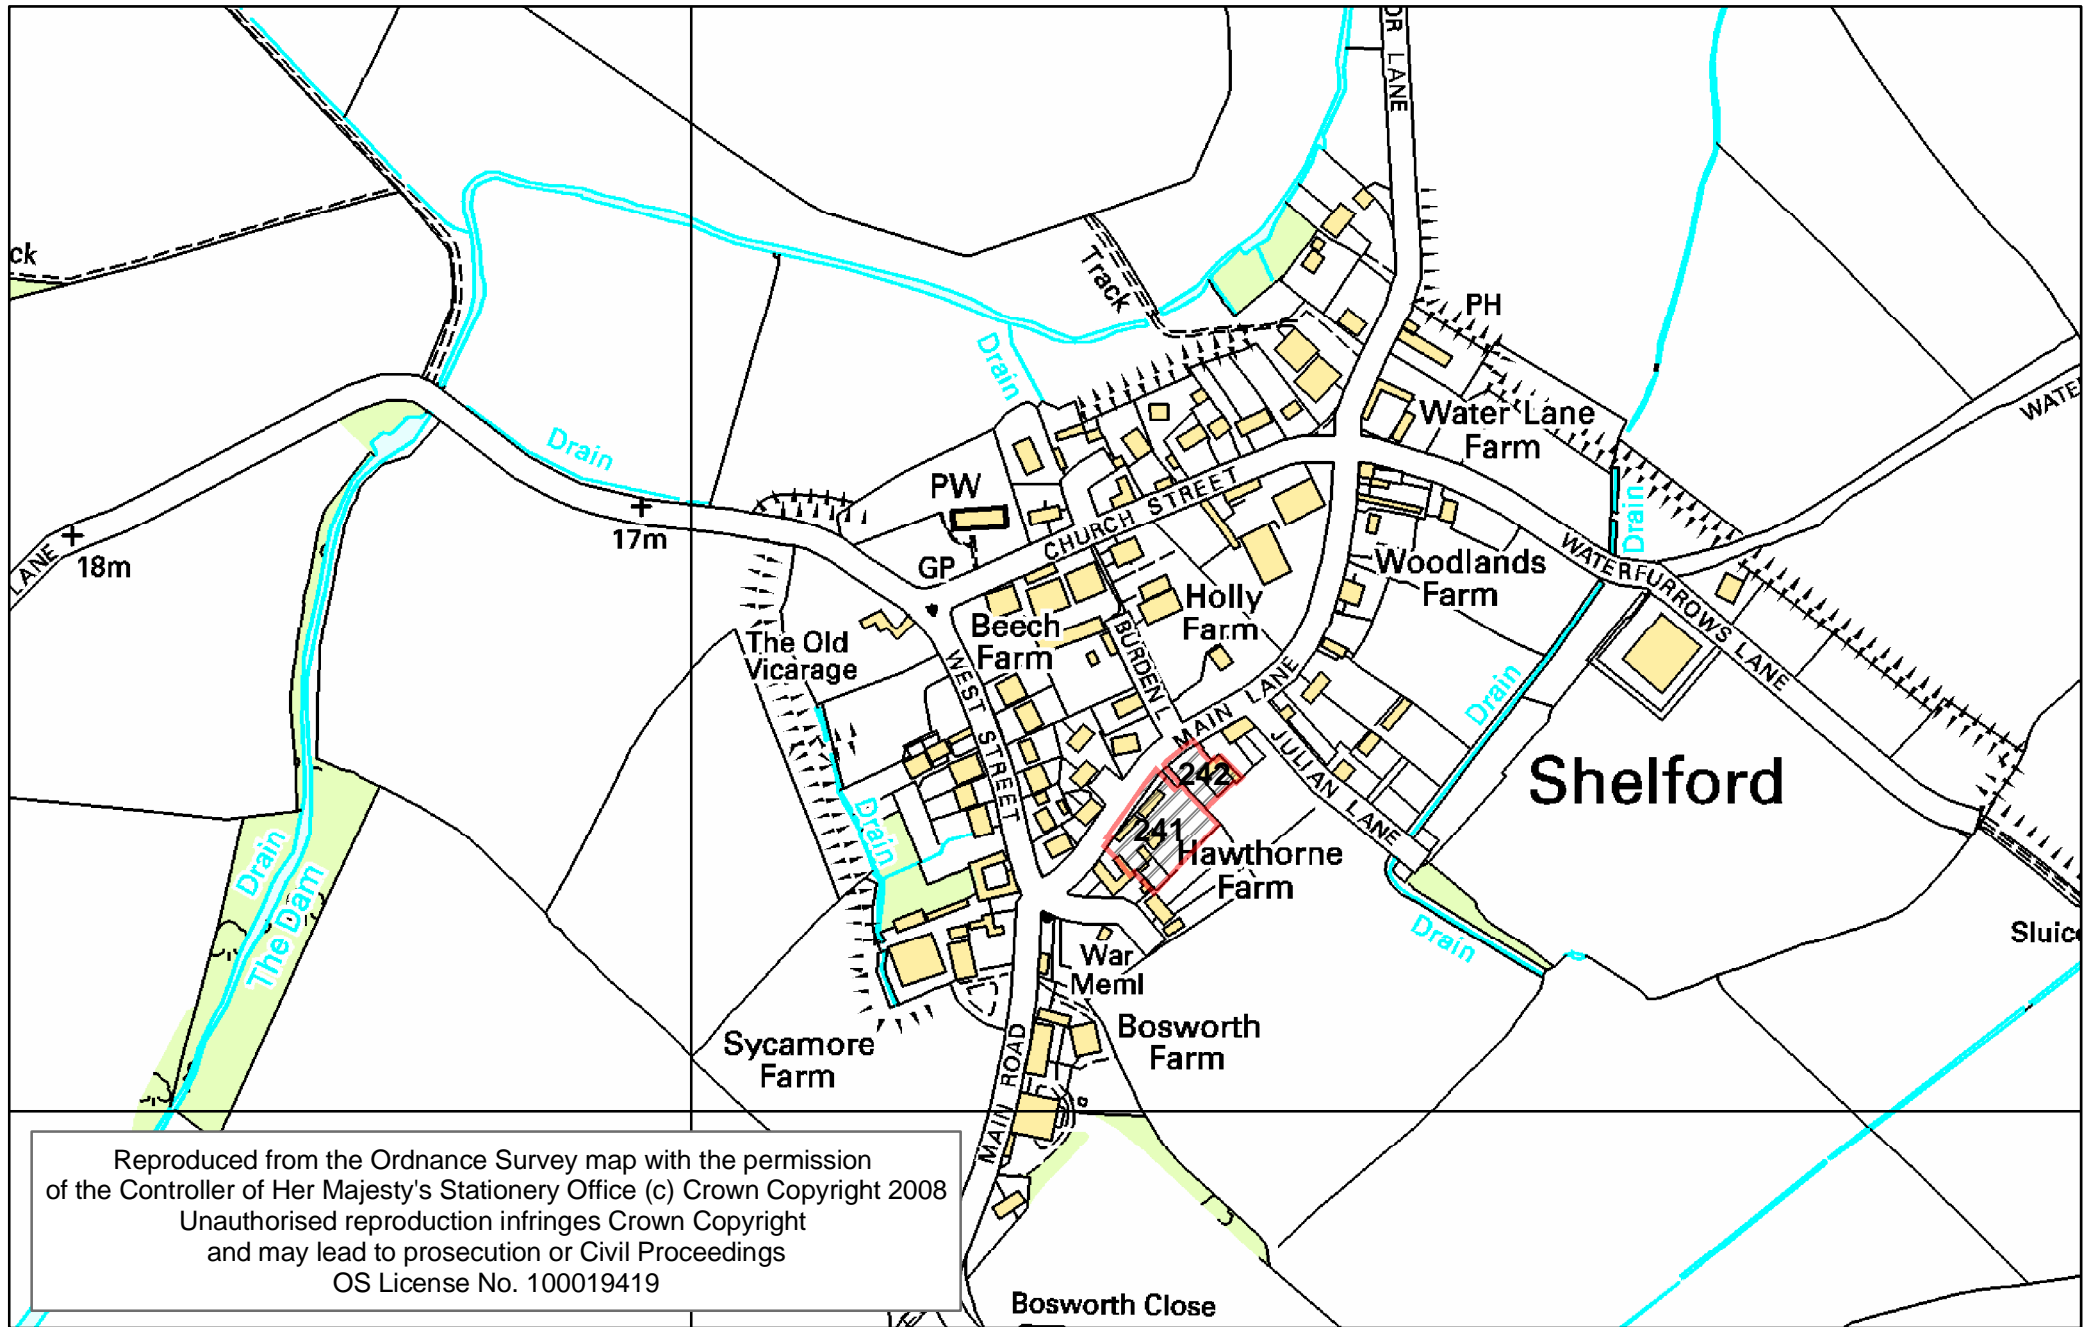 OR LANE
ck
Track
PH
Drain
WATE
Water Lane
Farm
Drain
PW
CHURCH STREET
Drain
17m
LANE
18m
GP
Woodlands
Farm
WATERFURROWS LANE
Holly
Farm
Beech
Farm
BURDEN L
The Old
Vicarage
WEST STREET
MAIN LANE
Drain
JULIAN LANE
Shelford
242
241
Hawthorne
Farm
Drain
Drain
The Dam
Drain
Sluice
War
Meml
Sycamore
Farm
Bosworth
Farm
MAIN ROAD
Reproduced from the Ordnance Survey map with the permission
of the Controller of Her Majesty's Stationery Office (c) Crown Copyright 2008
Unauthorised reproduction infringes Crown Copyright
and may lead to prosecution or Civil Proceedings
OS License No. 100019419
Bosworth Close